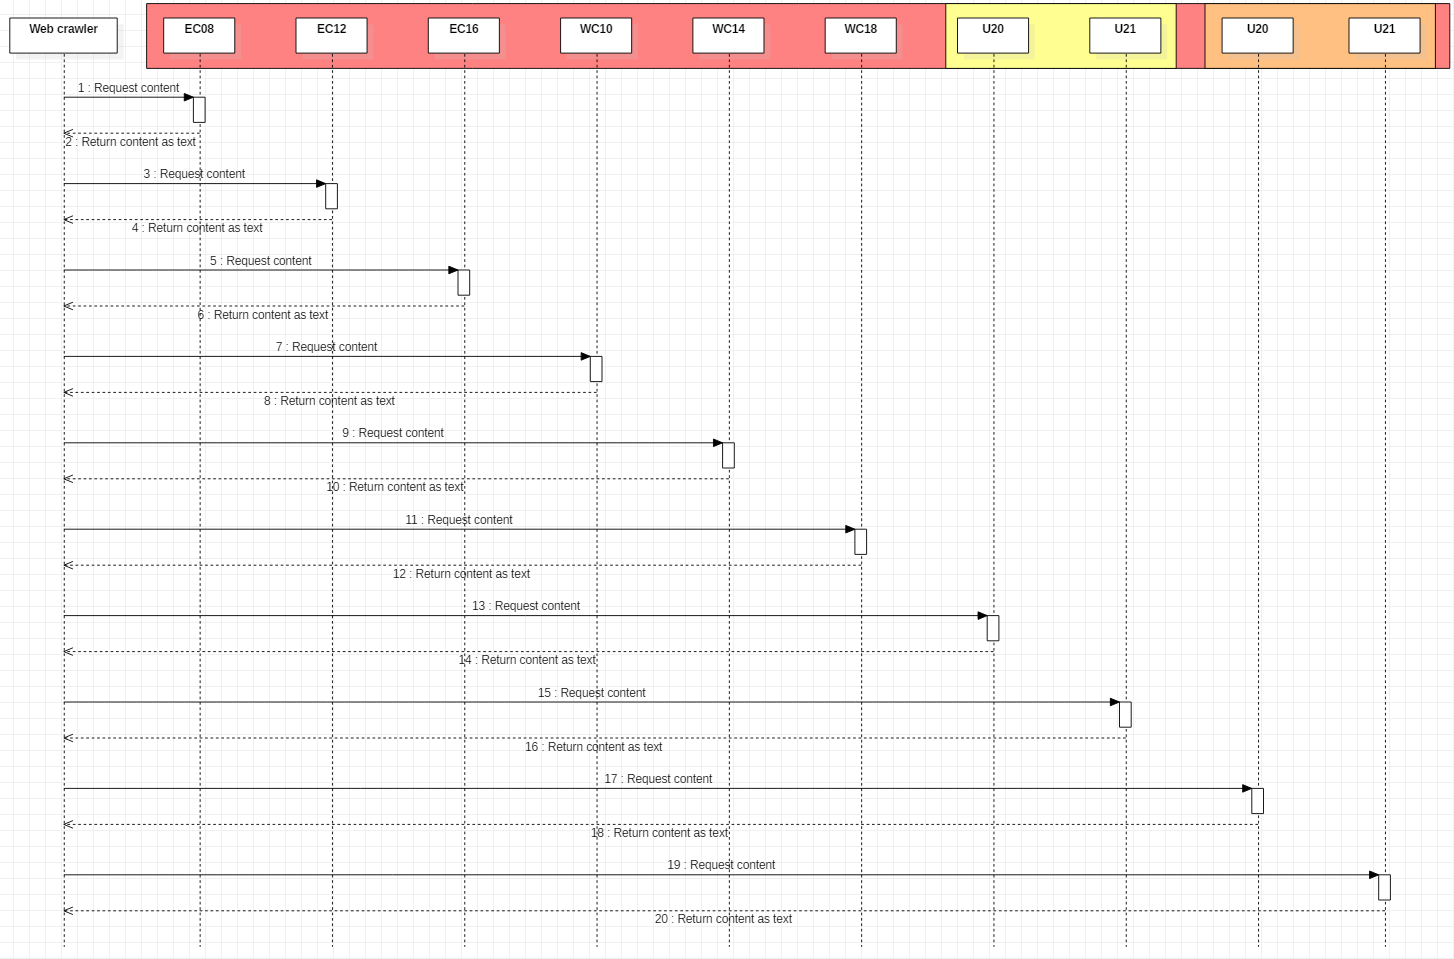 Web crawler
EC08
EC12
EC16
WC10
WC14
WC18
U20
U21
U20
U21
1 : Request content
2 : Return content as text
3 : Request content
4 : Return content as text
5 : Request content
6 : Return content as text
7 : Request content
8 : Return content as text
9 : Request content
10 : Return content as text
11 : Request content
12 : Return content as text
13 : Request content
14 : Return content as text
15 : Request content
16 : Return content as text
17 : Request content
18 : Return content as text
19 : Request content
20 : Return content as text